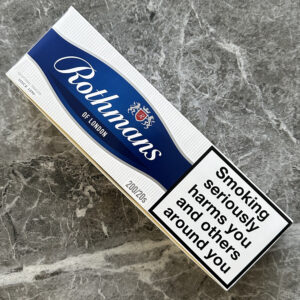 Rothmans
OF LONDON
200/20s
Smoking
seriously
harms you
and others
around you